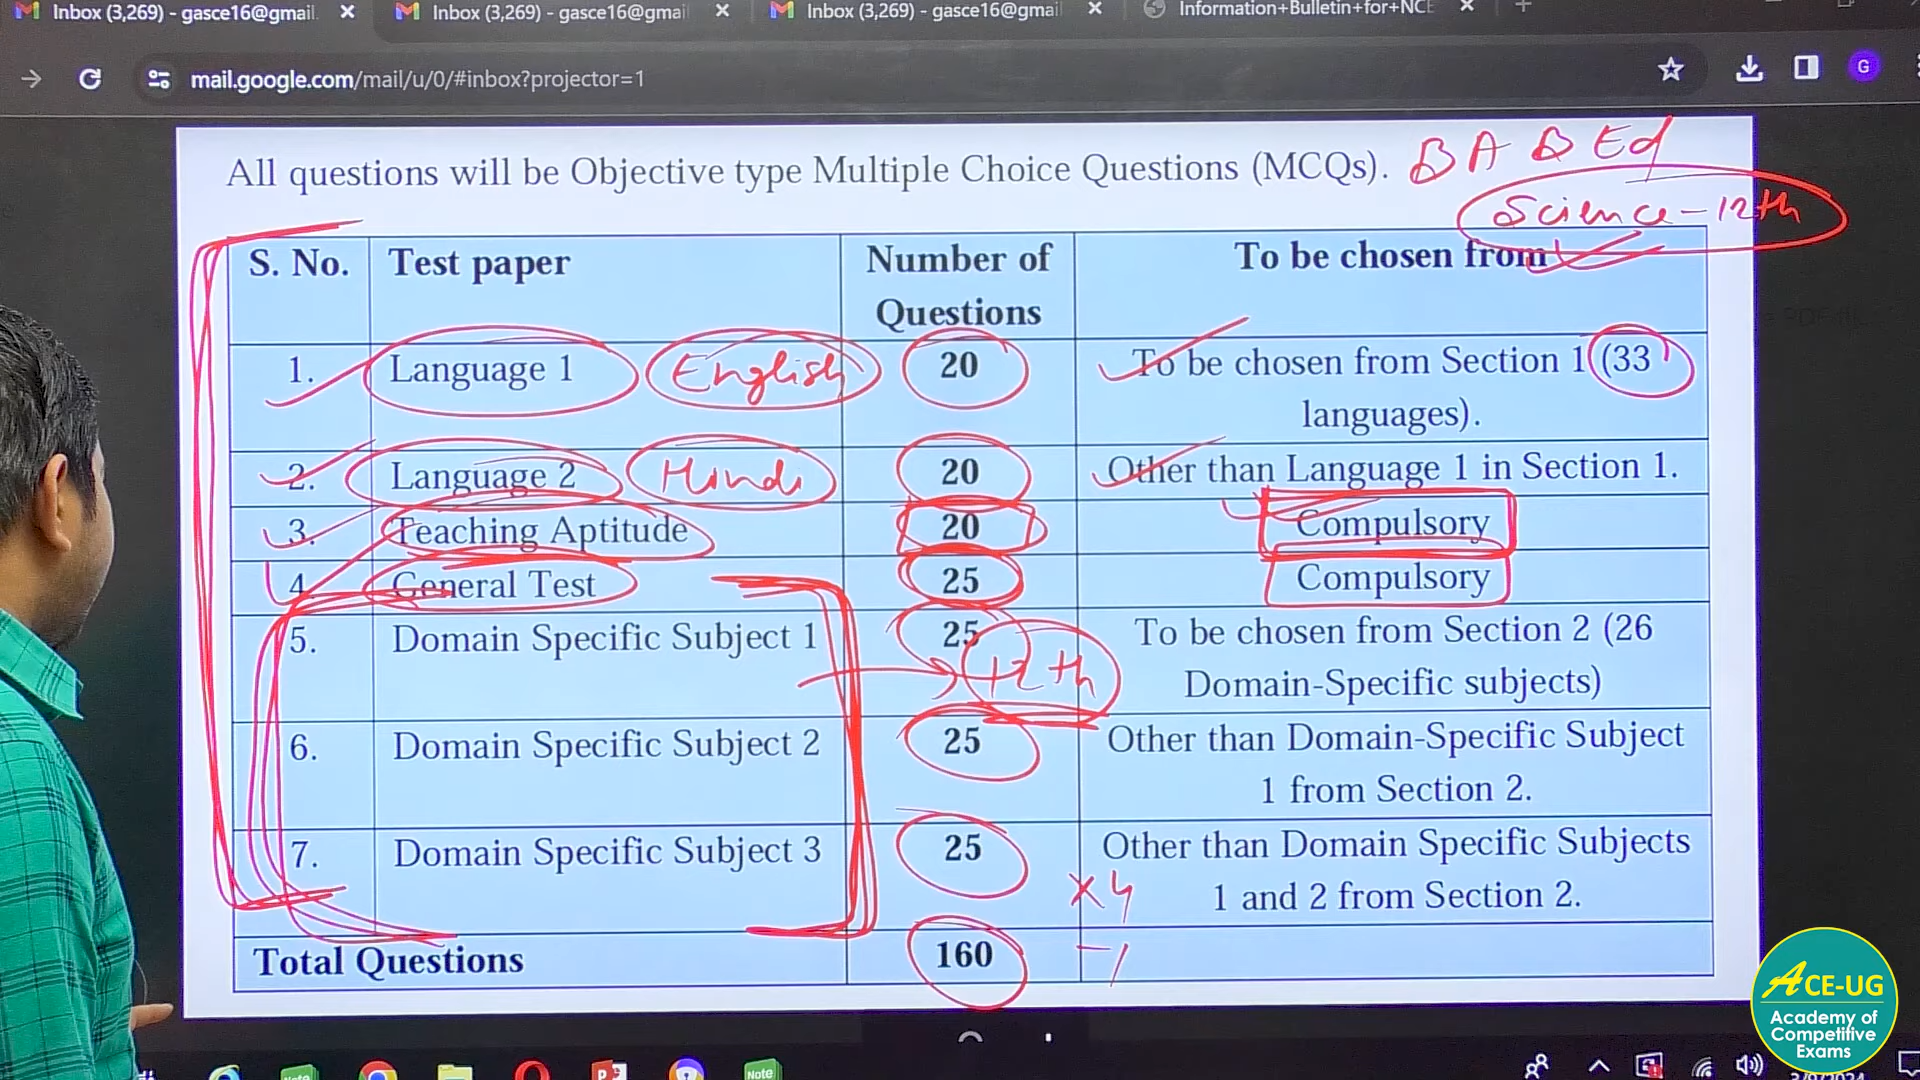 Inbox (3,269) - gasce16@gmail.
Inbox (3,269) - gasce16@gmai
Inbox (3,269) - gasce16@gmail
Information+Bulletin+for+NCE
mail.google.com/mail/u/0/#inbox?projector=1
G
All questions will be Objective type Multiple Choice Questions (MCQs). BA B Ed
Science-12th
S. No. Test paper Number of Questions To be chosen from
1. Language 1 English 20 To be chosen from Section 1 (33
languages).
2. Language 2 Hindi 20 Other than Language 1 in Section 1.
3. Teaching Aptitude 20 Compulsory
4. General Test 25 Compulsory
5. Domain Specific Subject 1 25 12th To be chosen from Section 2 (26
Domain-Specific subjects)
6. Domain Specific Subject 2 25 Other than Domain-Specific Subject
1 from Section 2.
7. Domain Specific Subject 3 25 Other than Domain Specific Subjects
×4 1 and 2 from Section 2.
Total Questions 160 -1
ACE-UG
Academy of
Competitive
Exams
Note